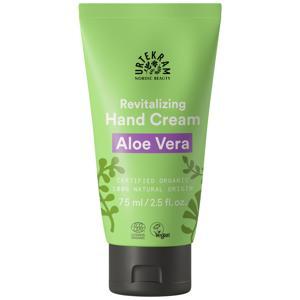 URTEKRAM
NORDIC BEAUTY
Revitalizing
Hand Cream
Aloe Vera
CERTIFIED ORGANIC
100% NATURAL ORIGIN
75 ml / 2.5 fl. oz.
Vegan